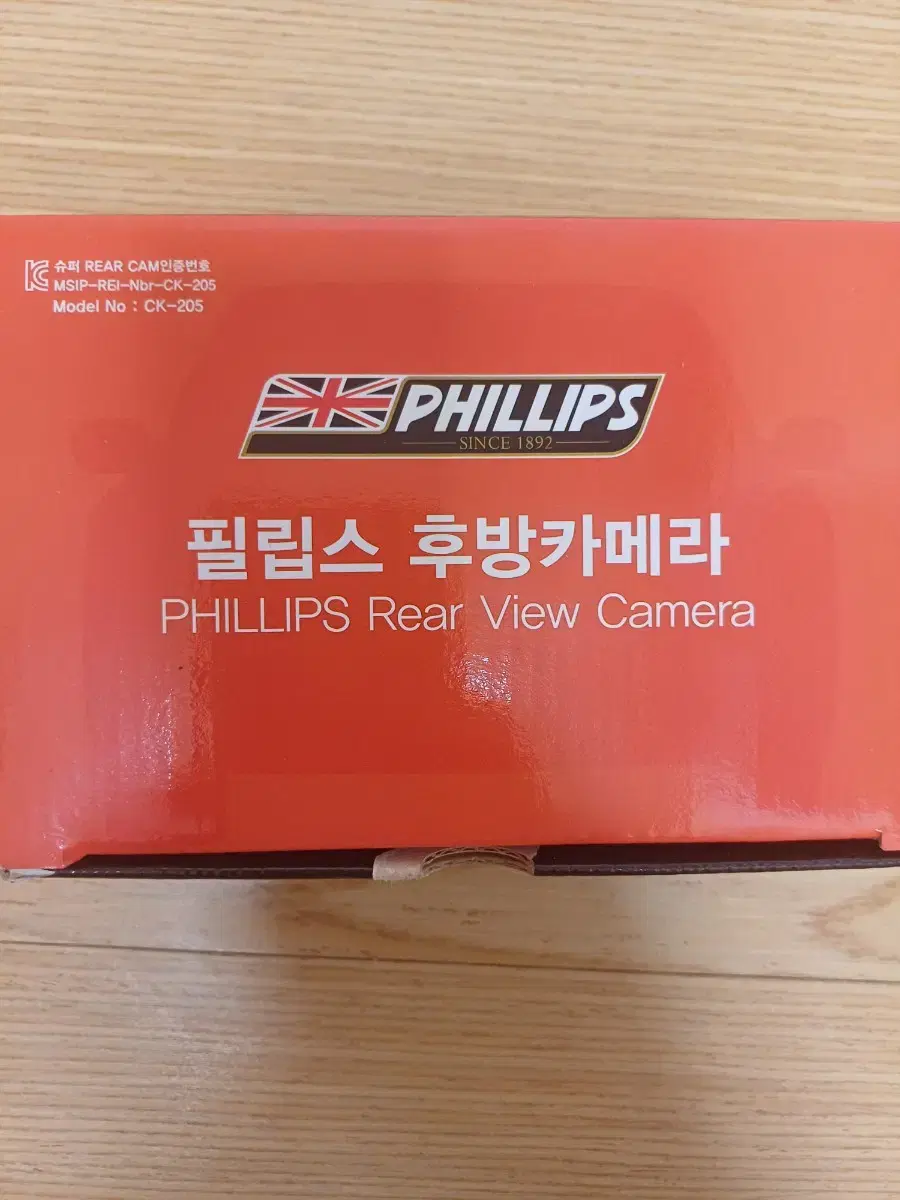 슈퍼 REAR CAM인증번호
MSIP-REI-Nbr-CK-205
Model No : CK-205
PHILLIPS
SINCE 1892
필립스 후방카메라
PHILLIPS Rear View Camera